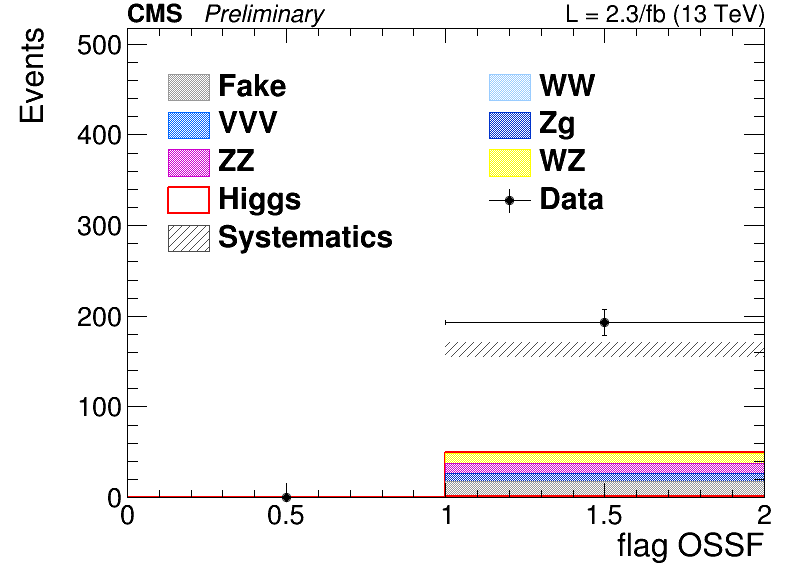 CMS Preliminary L = 2.3/fb (13 TeV)
Events
500
400
300
200
100
0
Fake WW
VVV Zg
ZZ WZ
Higgs Data
Systematics
0 0.5 1 1.5 2
flag OSSF